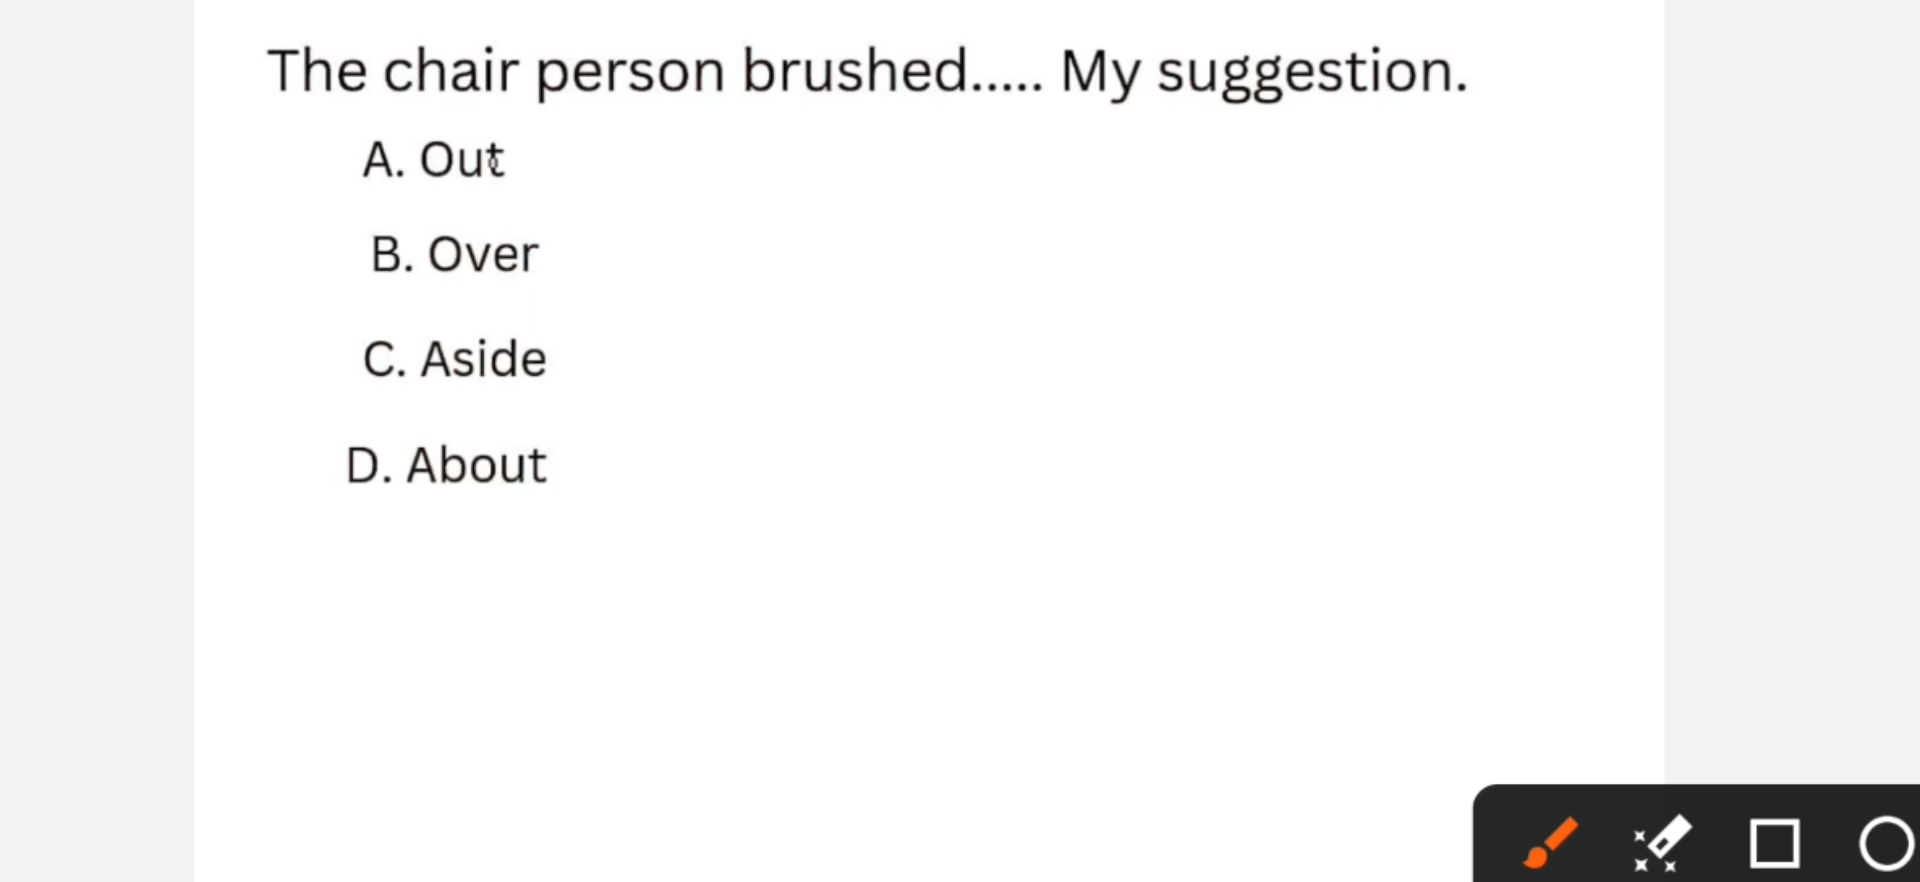 The chair person brushed..... My suggestion.
A. Out
B. Over
C. Aside
D. About